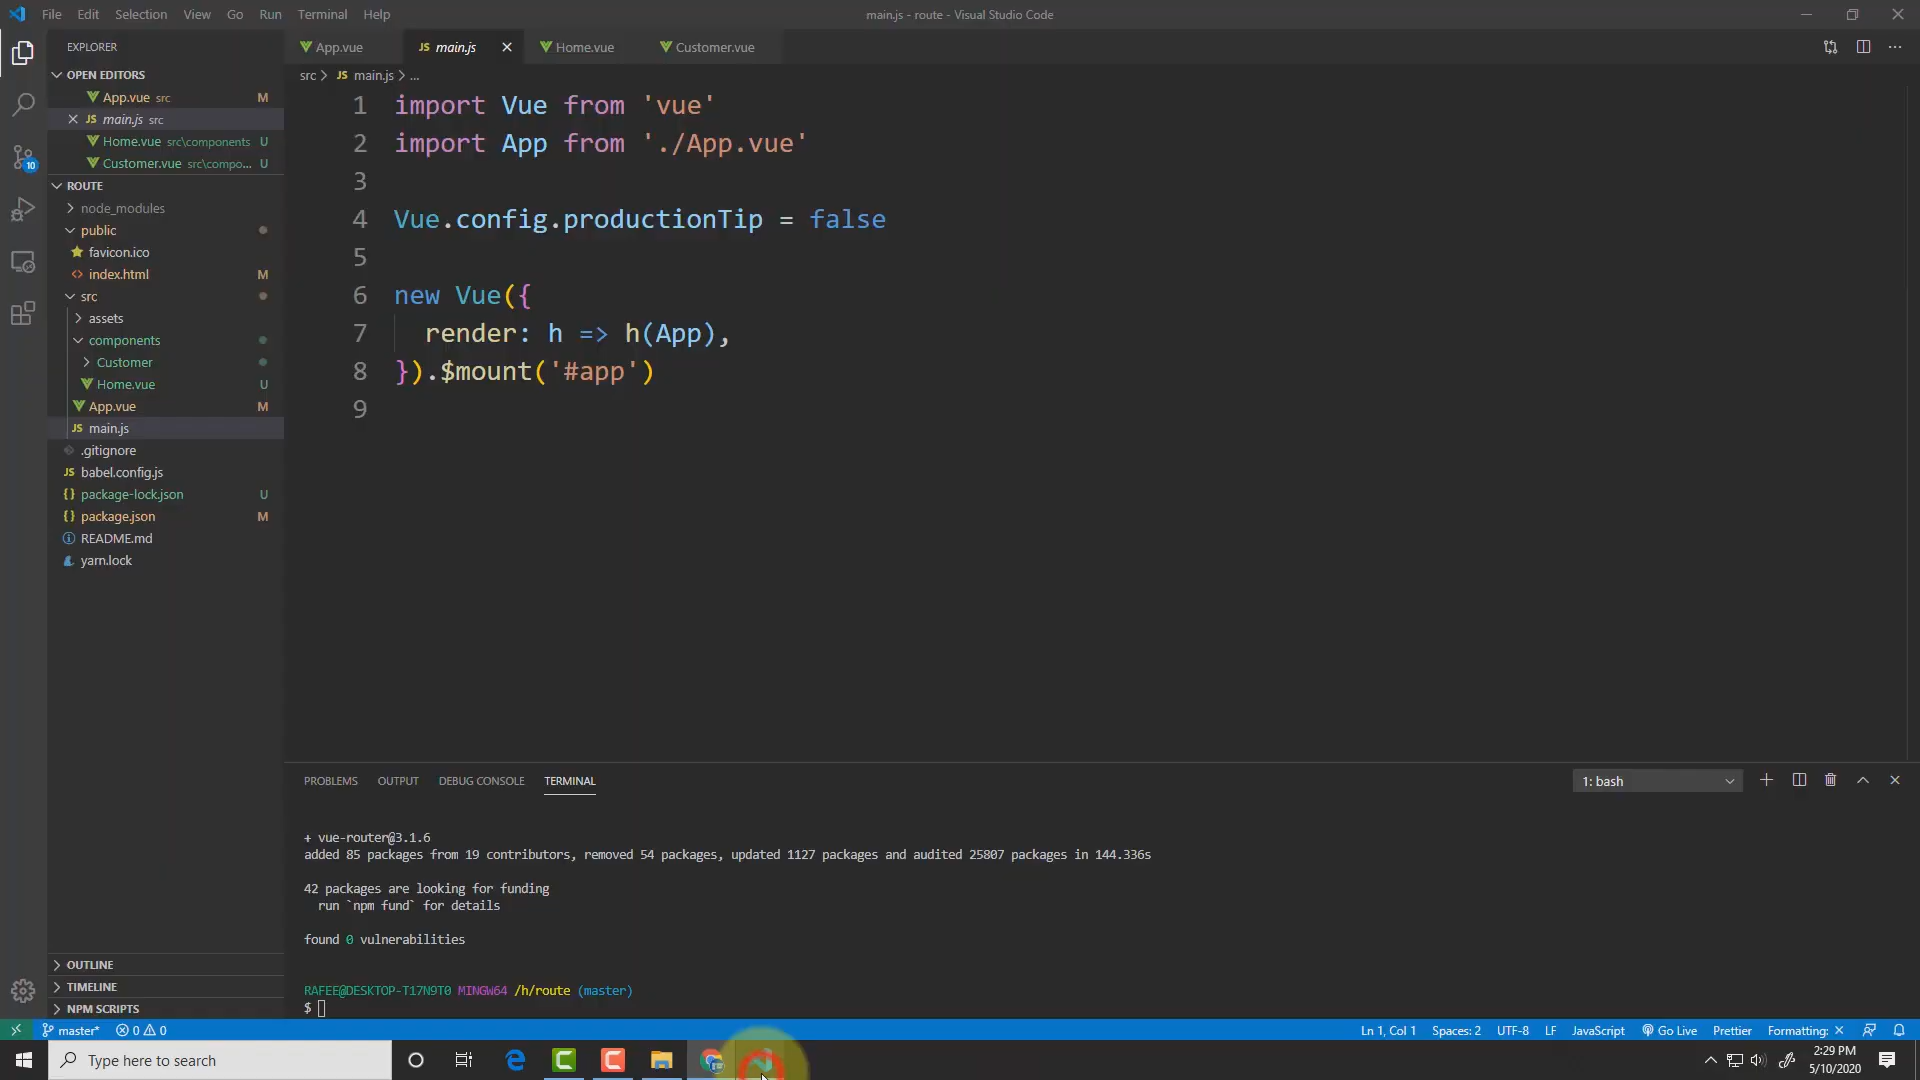 File Edit Selection View Go Run Terminal Help
main.js - route - Visual Studio Code
EXPLORER
OPEN EDITORS
App.vue src M
JS main.js src
Home.vue src\components U
Customer.vue src\compo... U
ROUTE
node_modules
public
favicon.ico
index.html M
src
assets
components
Customer
Home.vue U
App.vue M
JS main.js
.gitignore
JS babel.config.js
{} package-lock.json U
{} package.json M
README.md
yarn.lock
OUTLINE
TIMELINE
NPM SCRIPTS
10
App.vue JS main.js Home.vue Customer.vue
src > JS main.js > ...
1 import Vue from 'vue'
2 import App from './App.vue'
3
4 Vue.config.productionTip = false
5
6 new Vue({
7 render: h => h(App),
8 }).$mount('#app')
9
PROBLEMS OUTPUT DEBUG CONSOLE TERMINAL
1: bash
+ vue-router@3.1.6
added 85 packages from 19 contributors, removed 54 packages, updated 1127 packages and audited 25807 packages in 144.336s
42 packages are looking for funding
run `npm fund` for details
found 0 vulnerabilities
RAFEE@DESKTOP-T17N9T0 MINGW64 /h/route (master)
$
master* 0 0
Ln 1, Col 1 Spaces: 2 UTF-8 LF JavaScript Go Live Prettier Formatting: ×
Type here to search
2:29 PM
5/10/2020